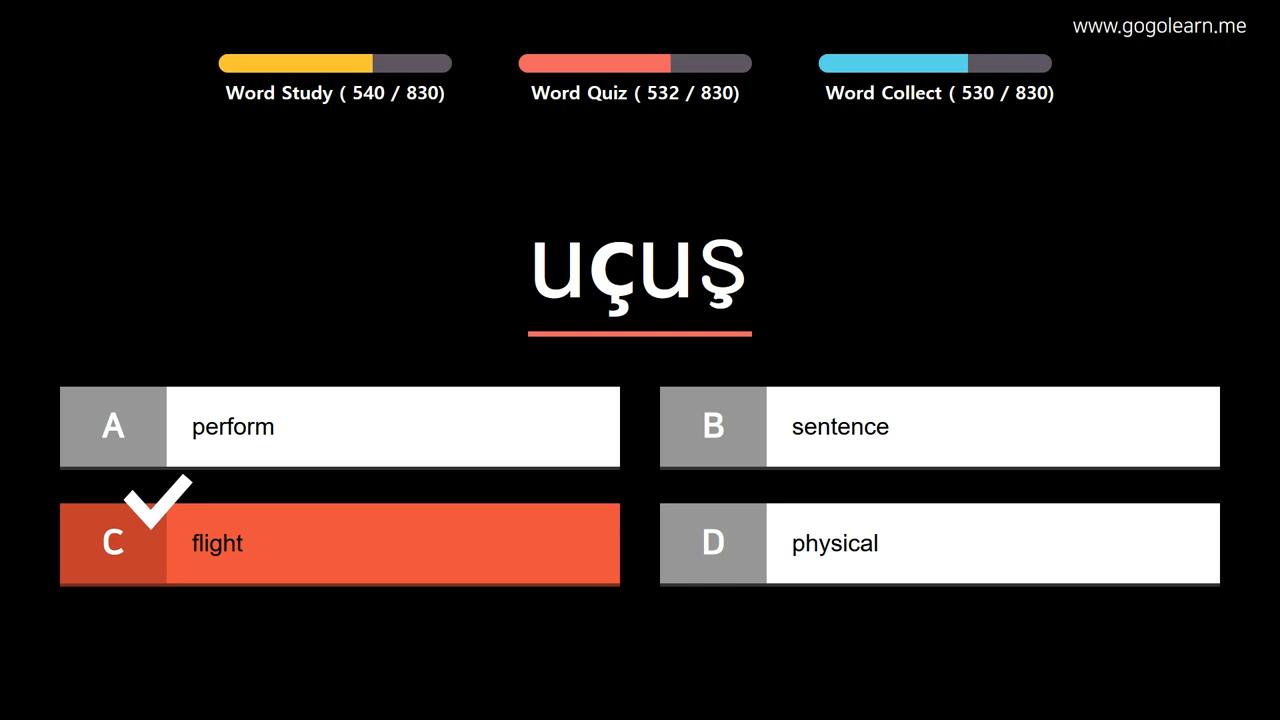 www.gogolearn.me
Word Study ( 540 / 830)
Word Quiz ( 532 / 830)
Word Collect ( 530 / 830)
uçuş
A perform
B sentence
C flight
D physical